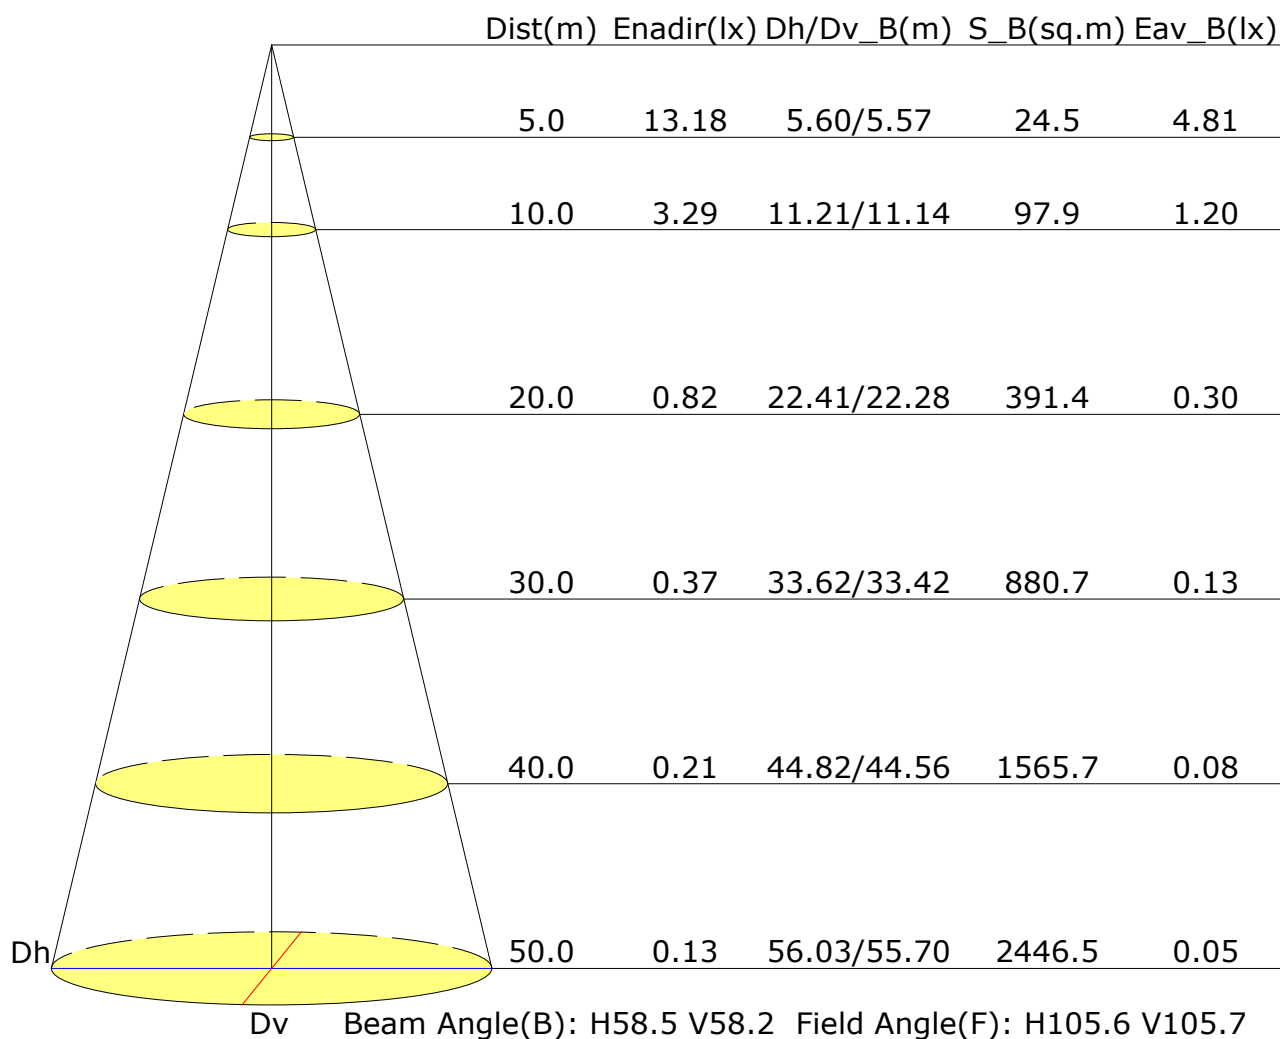 Dist(m) Enadir(lx) Dh/Dv_B(m) S_B(sq.m) Eav_B(lx)
5.0 13.18 5.60/5.57 24.5 4.81
10.0 3.29 11.21/11.14 97.9 1.20
20.0 0.82 22.41/22.28 391.4 0.30
30.0 0.37 33.62/33.42 880.7 0.13
40.0 0.21 44.82/44.56 1565.7 0.08
Dh 50.0 0.13 56.03/55.70 2446.5 0.05
Dv Beam Angle(B): H58.5 V58.2 Field Angle(F): H105.6 V105.7